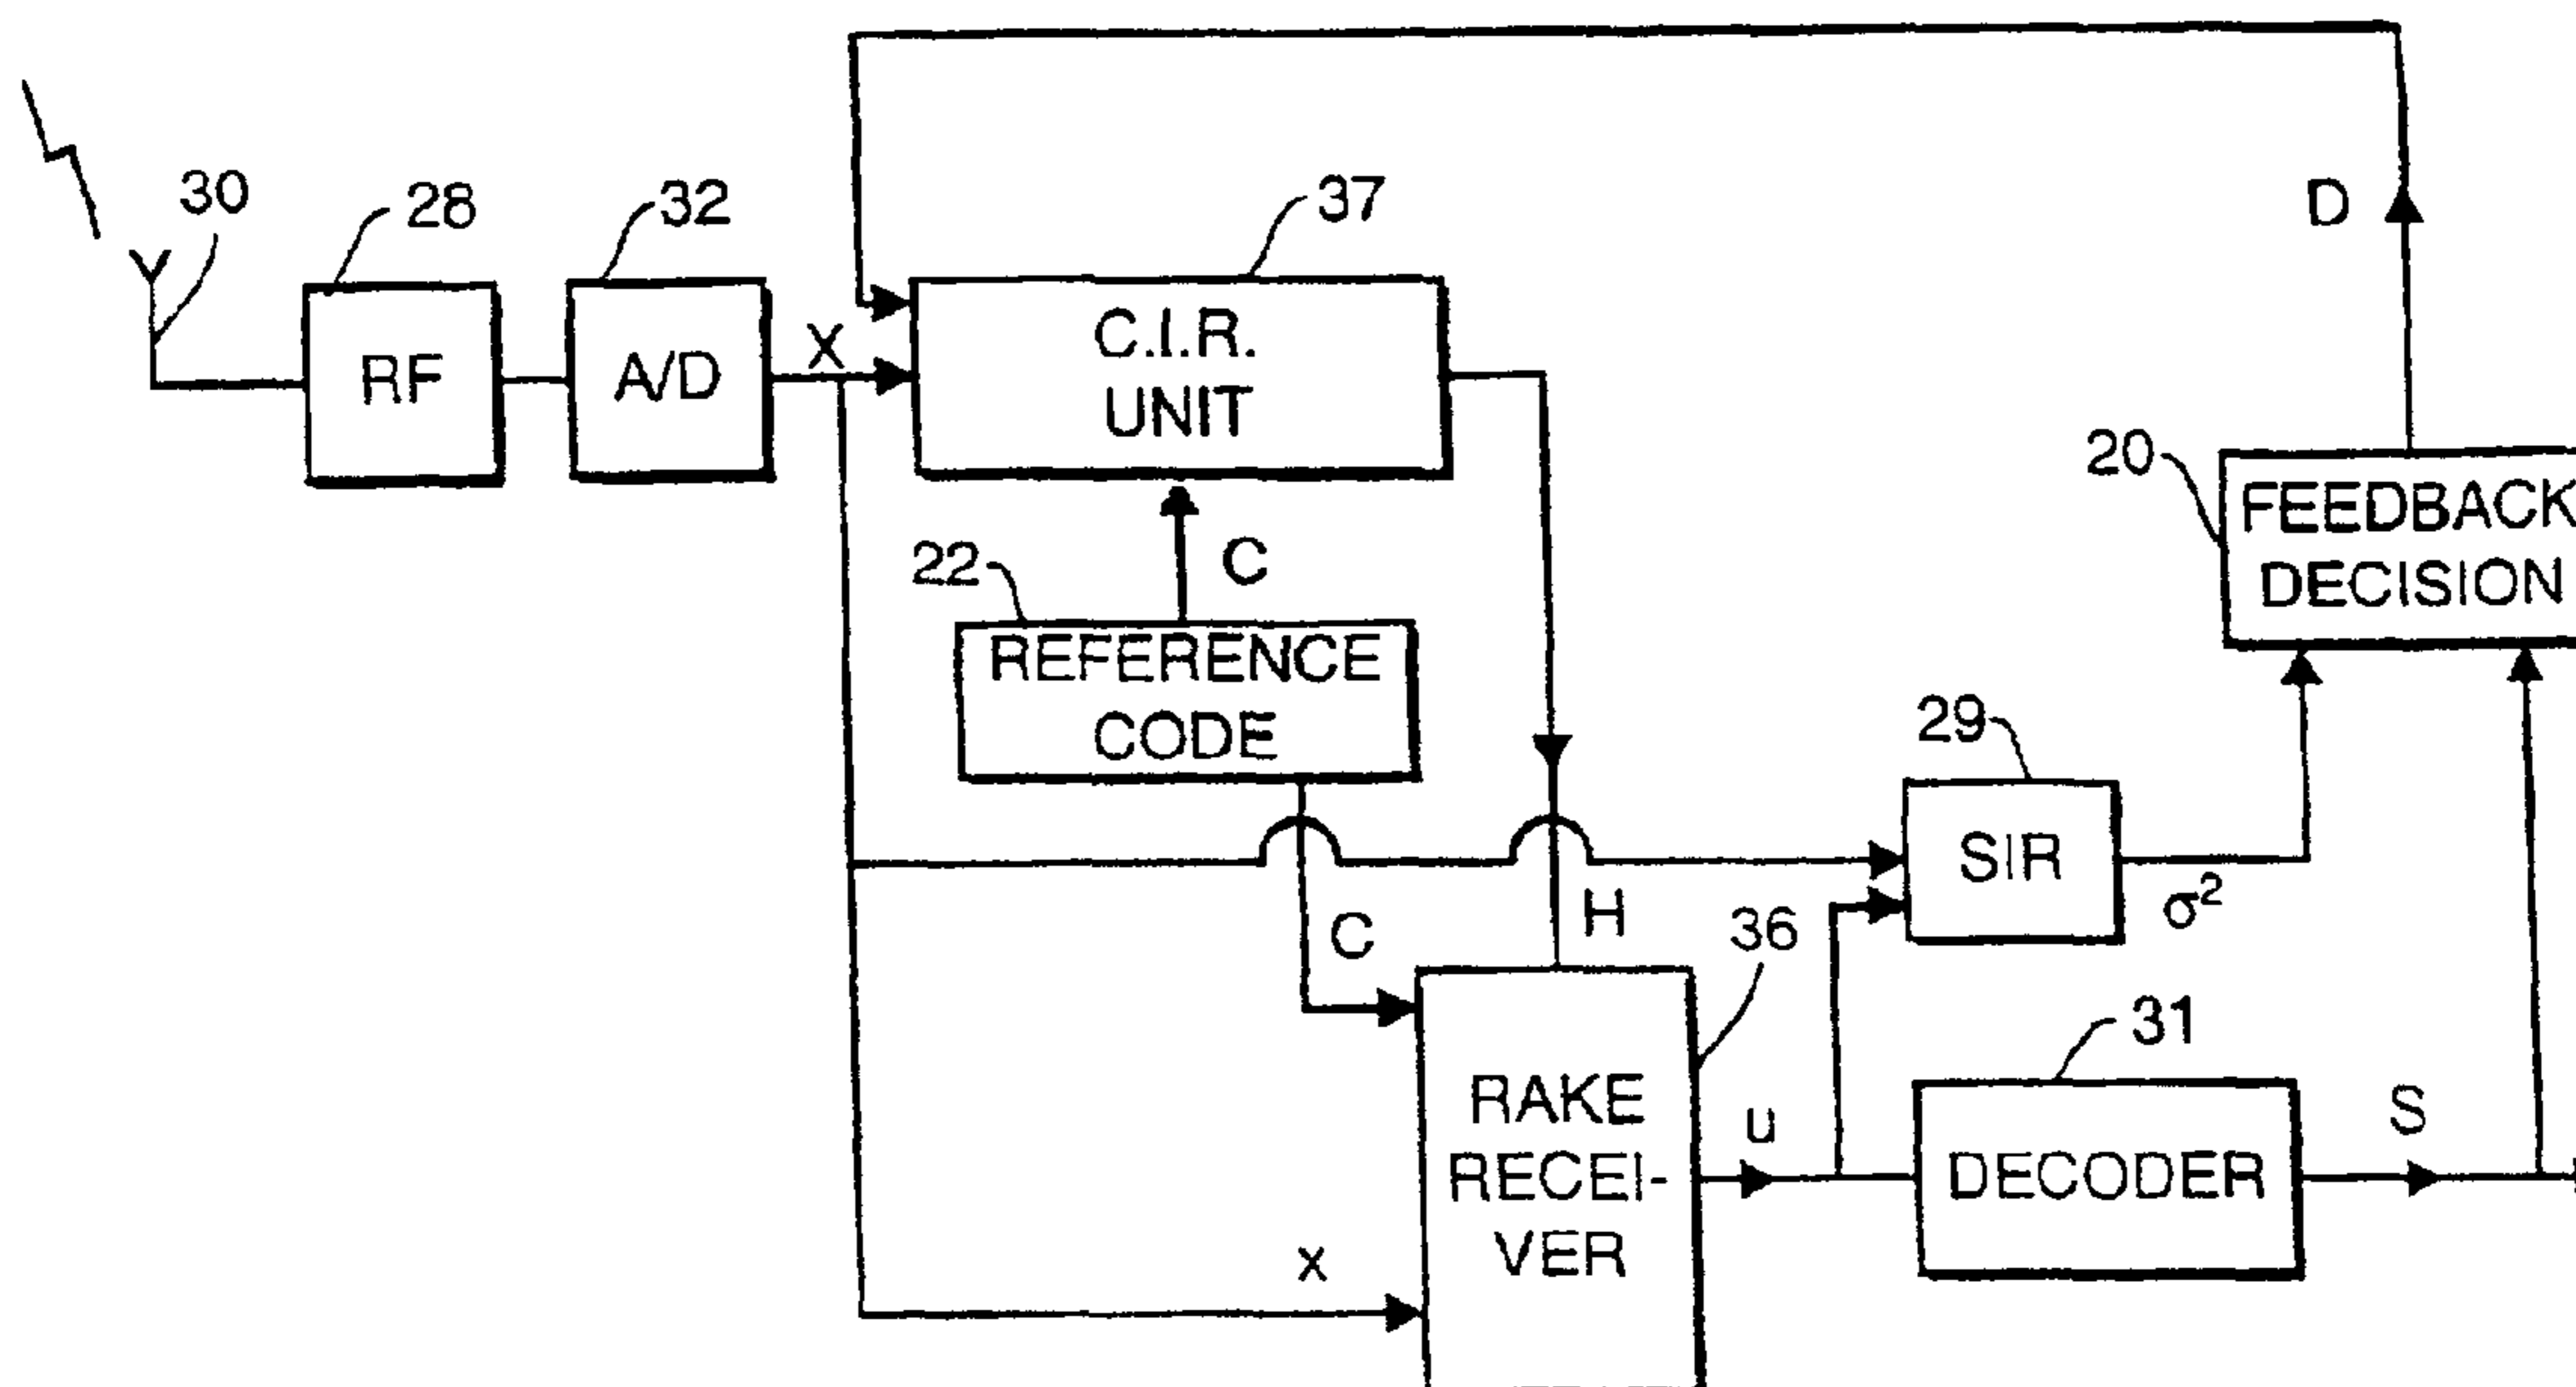 30
28
32
37
D
RF
A/D
X
C.I.R.
UNIT
20
FEEDBACK
DECISION
22
C
REFERENCE
CODE
29
SIR
σ²
H
C
36
31
RAKE
RECEI-
VER
u
DECODER
S
x